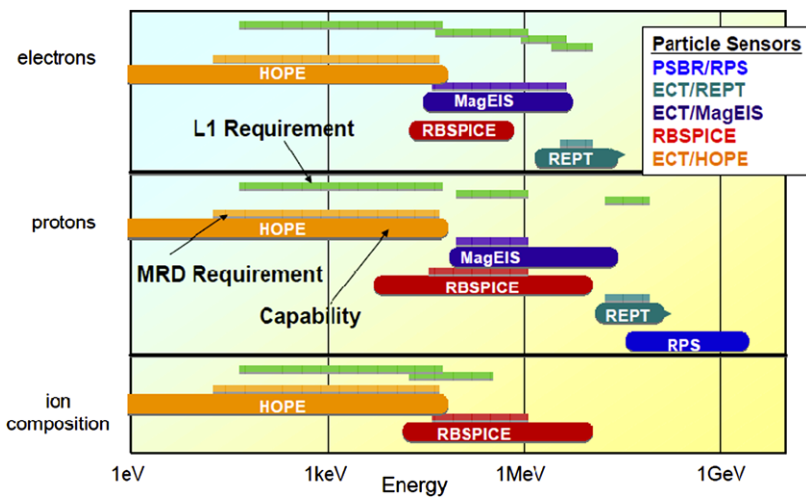 electrons
HOPE
MagEIS
RBSPICE
REPT
Particle Sensors
PSBR/RPS
ECT/REPT
ECT/MagEIS
RBSPICE
ECT/HOPE
L1 Requirement
protons
HOPE
MagEIS
MRD Requirement
RBSPICE
Capability
REPT
RPS
ion
composition
HOPE
RBSPICE
1eV
1keV
Energy
1MeV
1GeV